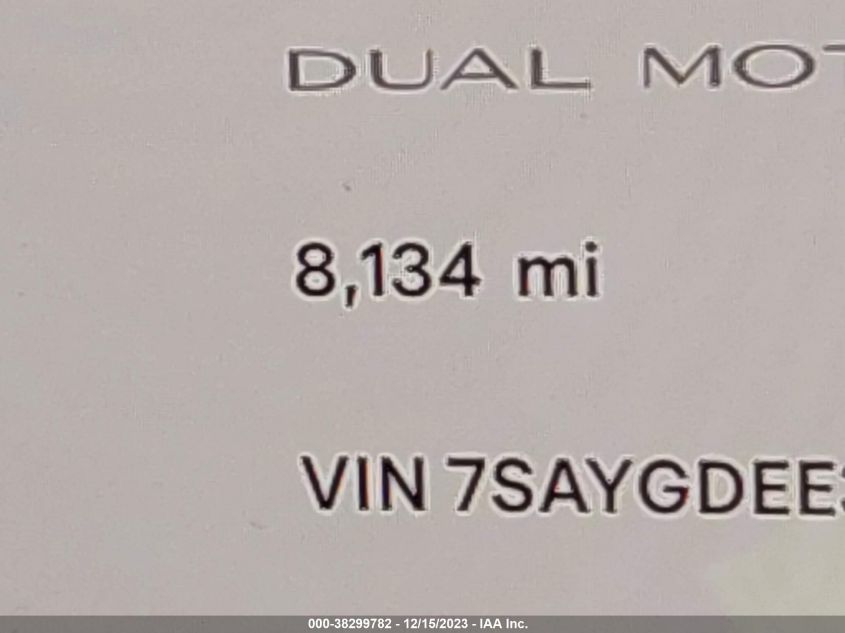 DUAL MOT
8,134 mi
VIN 7SAYGDEE
000-38299782 - 12/15/2023 - IAA Inc.